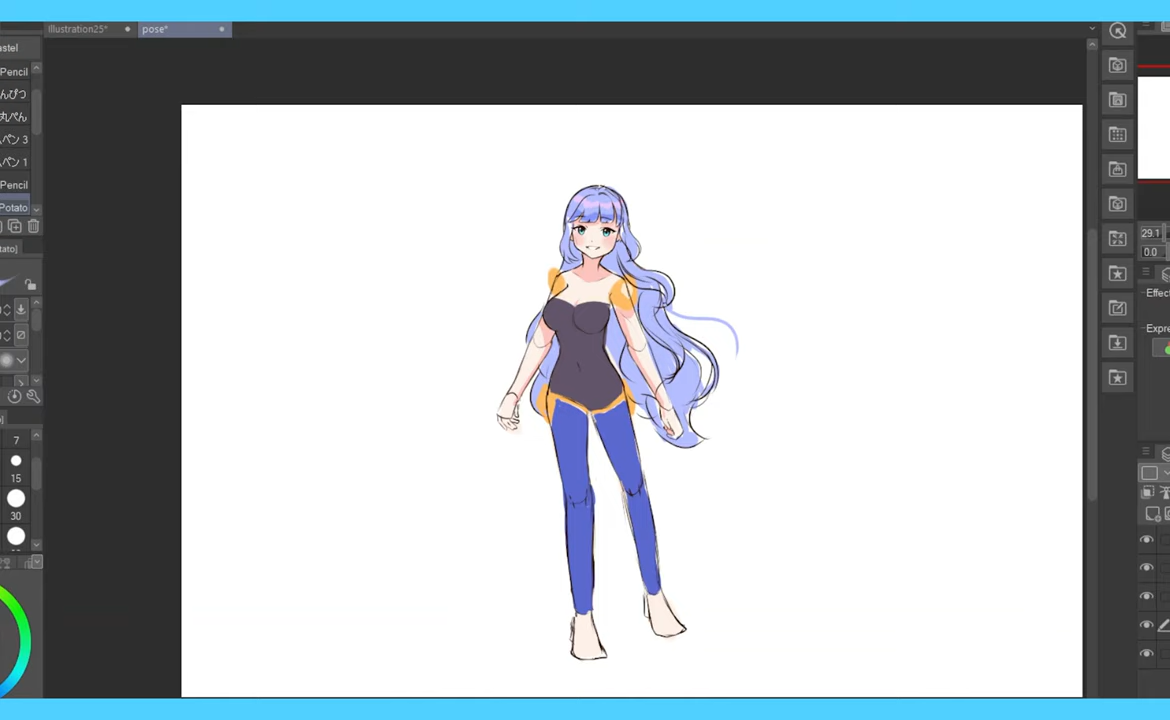 illustration25*
pose*
astel
Pencil
んぴつ
丸ぺん
ペン 3
ペン 1
Pencil
Potato
tato]
7
15
30
29.1
0.0
Effec
Expre